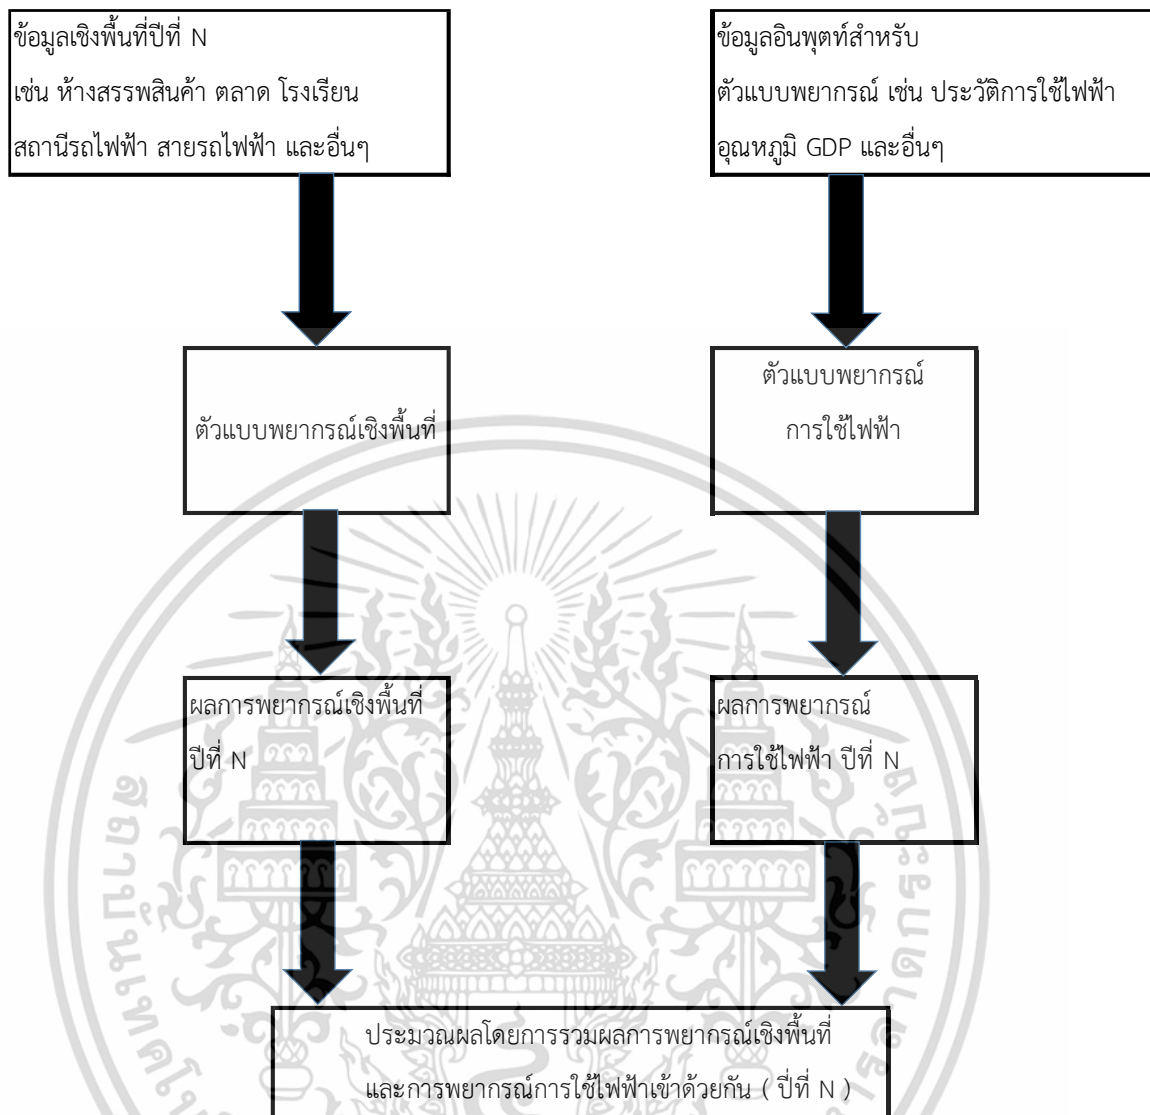 ข้อมูลเชิงพื้นที่ปีที่ N
เช่น ห้างสรรพสินค้า ตลาด โรงเรียน
สถานีรถไฟฟ้า สายรถไฟฟ้า และอื่นๆ
ข้อมูลอินพุตท์สำหรับ
ตัวแบบพยากรณ์ เช่น ประวัติการใช้ไฟฟ้า
อุณหภูมิ GDP และอื่นๆ
ตัวแบบพยากรณ์เชิงพื้นที่
ตัวแบบพยากรณ์
การใช้ไฟฟ้า
ผลการพยากรณ์เชิงพื้นที่
ปีที่ N
ผลการพยากรณ์
การใช้ไฟฟ้า ปีที่ N
ประมวณผลโดยการรวมผลการพยากรณ์เชิงพื้นที่
และการพยากรณ์การใช้ไฟฟ้าเข้าด้วยกัน ( ปี่ที่ N )